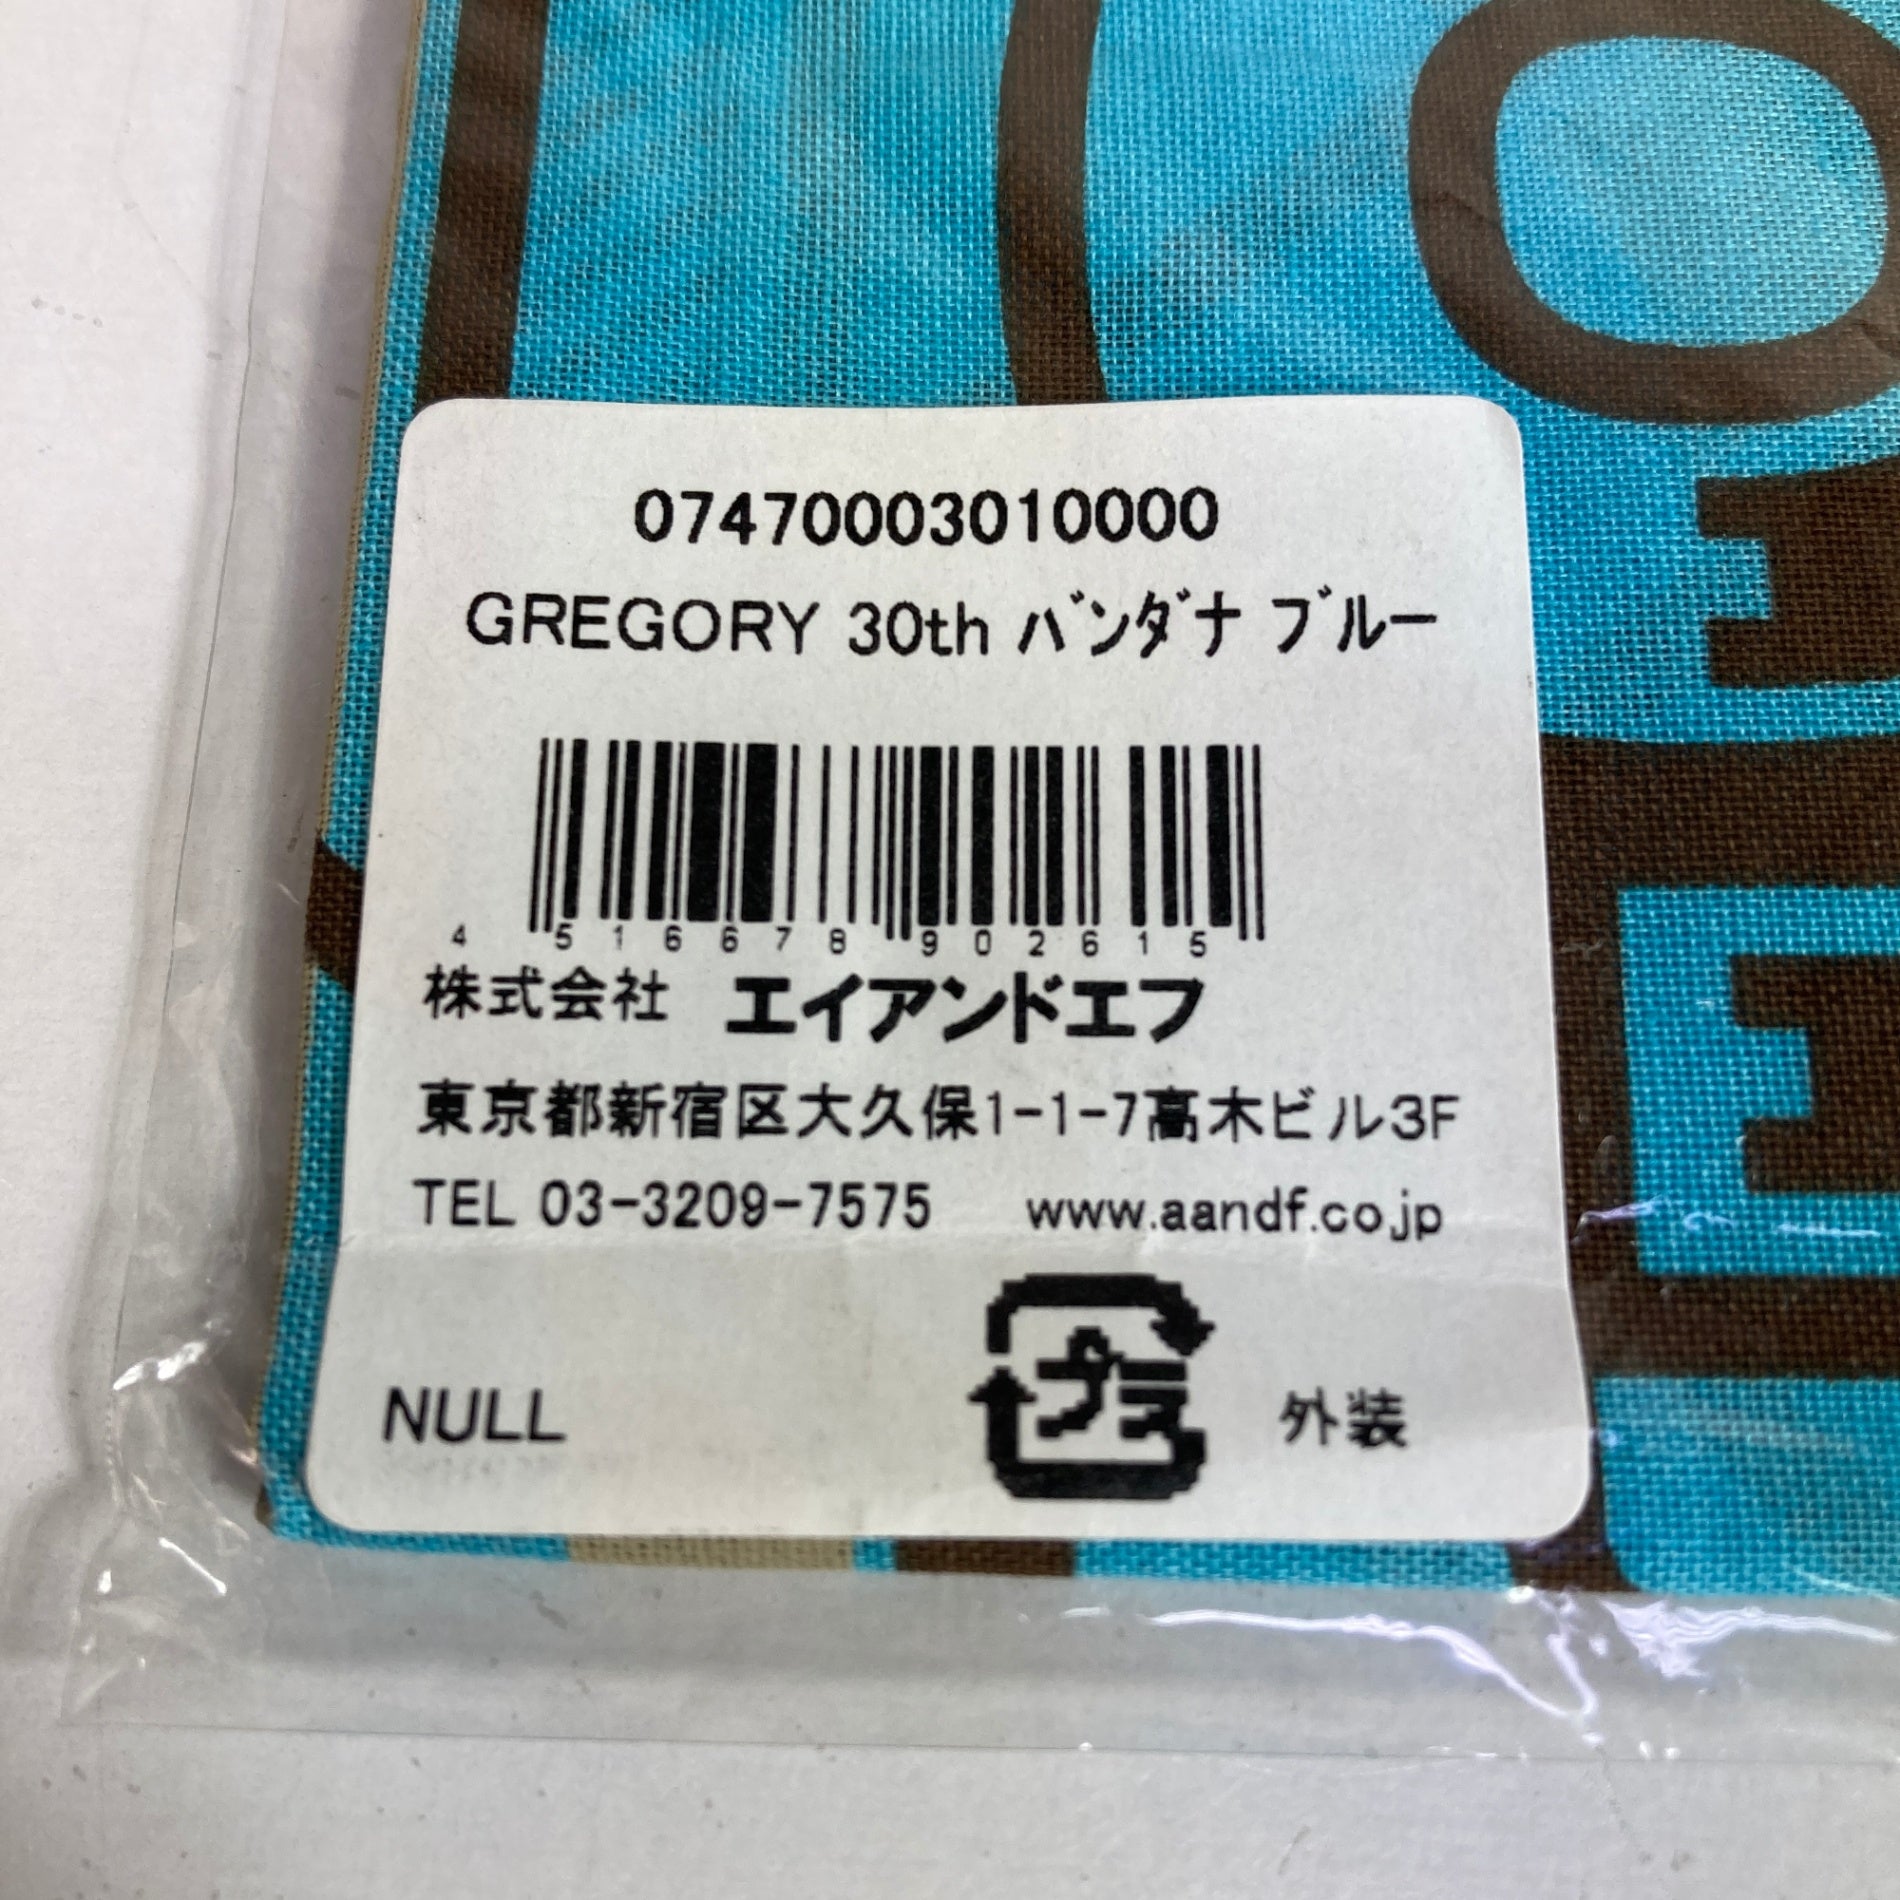 07470003010000
GREGORY 30th バンダナ ブルー
4 516678 902615
株式会社 エイアンドエフ
東京都新宿区大久保1-1-7高木ビル3F
TEL 03-3209-7575 www.aandf.co.jp
プラ
NULL 外装